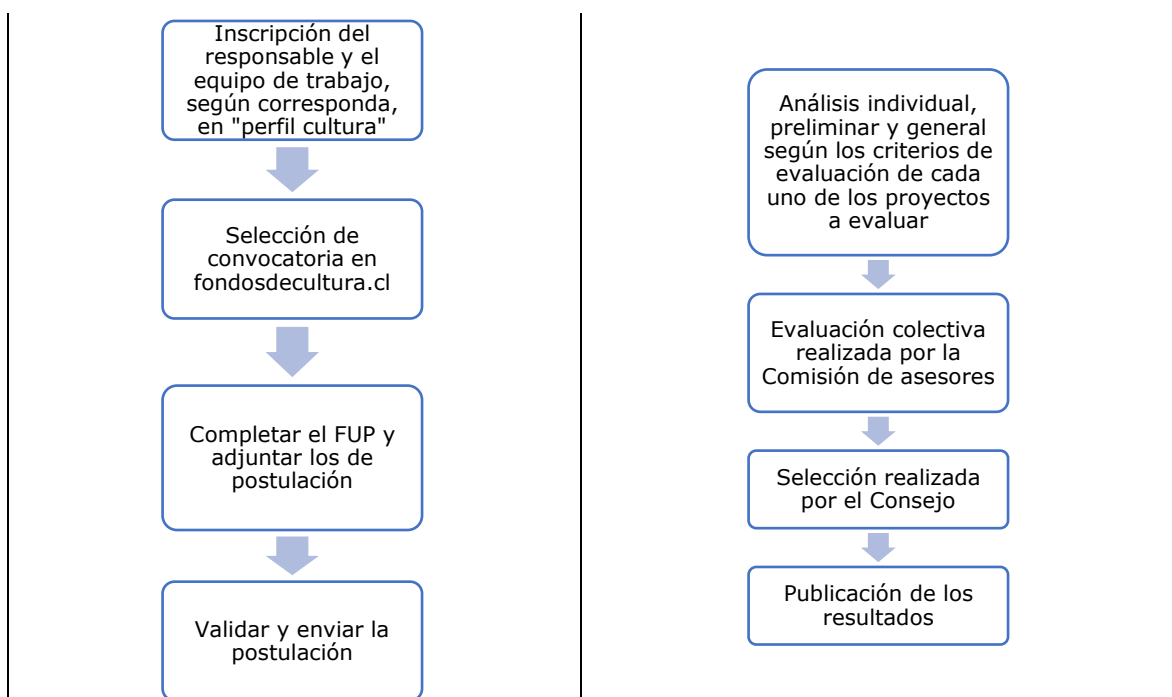 Inscripción del
responsable y el
equipo de trabajo,
según corresponda,
en "perfil cultura"
Selección de
convocatoria en
fondosdecultura.cl
Completar el FUP y
adjuntar los de
postulación
Validar y enviar la
postulación
Análisis individual,
preliminar y general
según los criterios de
evaluación de cada
uno de los proyectos
a evaluar
Evaluación colectiva
realizada por la
Comisión de asesores
Selección realizada
por el Consejo
Publicación de los
resultados